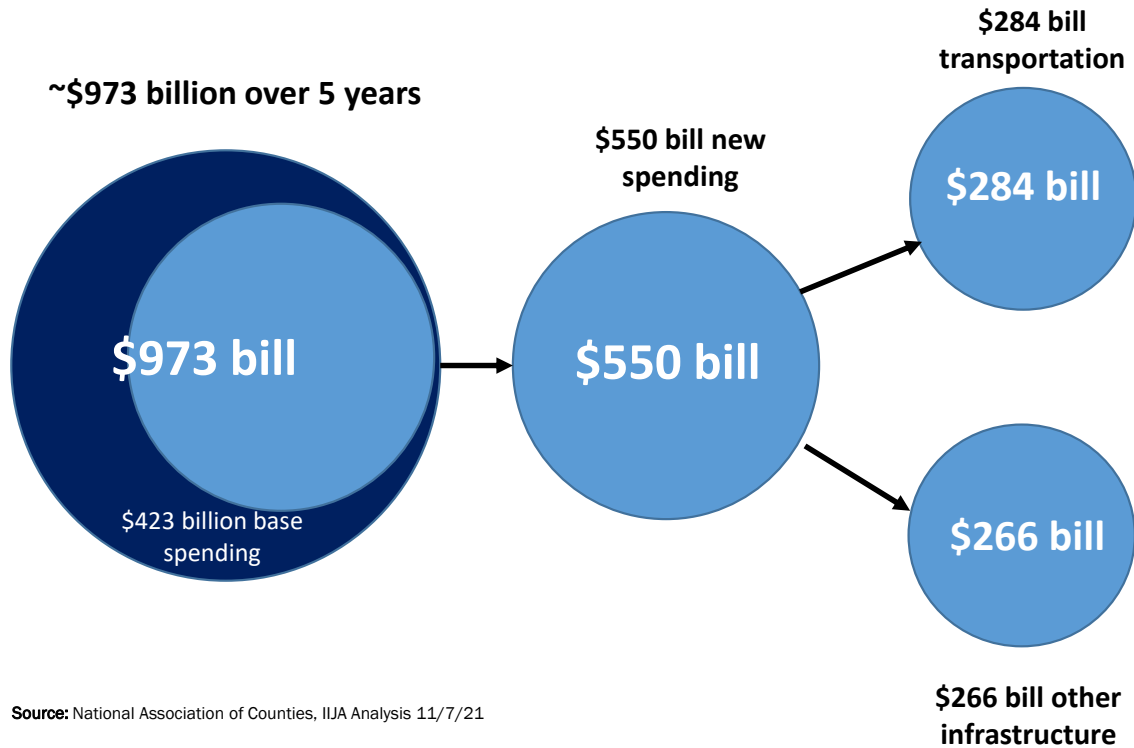 ~$973 billion over 5 years
$973 bill
$423 billion base
spending
$550 bill new
spending
$550 bill
$284 bill
transportation
$284 bill
$266 bill
$266 bill other
infrastructure
Source: National Association of Counties, IIJA Analysis 11/7/21